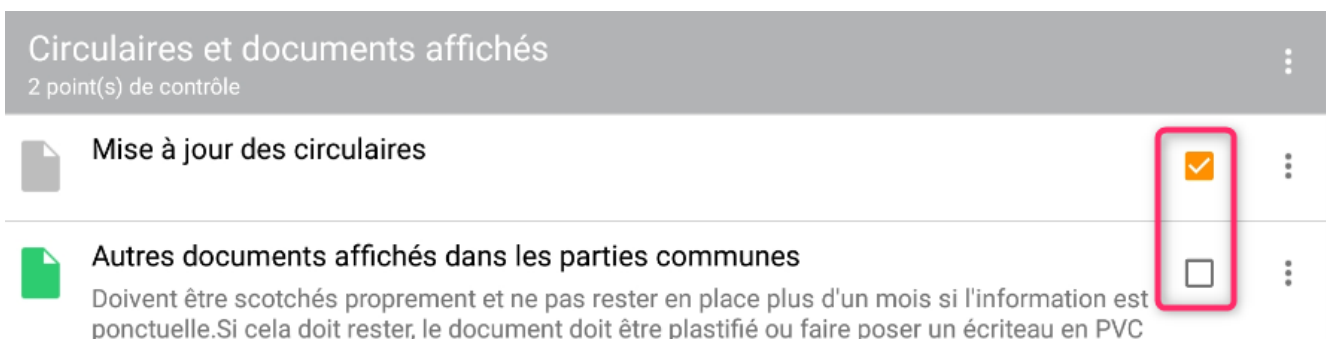 Circulaires et documents affichés
2 point(s) de contrôle
Mise à jour des circulaires
Autres documents affichés dans les parties communes
Doivent être scotchés proprement et ne pas rester en place plus d'un mois si l'information est
ponctuelle.Si cela doit rester, le document doit être plastifié ou faire poser un écriteau en PVC